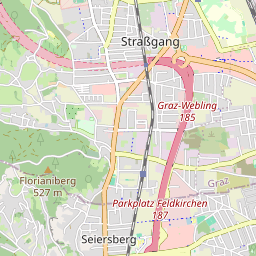 Straßgang
Graz-Webling
185
Florianiberg
527 m
Graz
Parkplatz Feldkirchen
187
Seiersberg